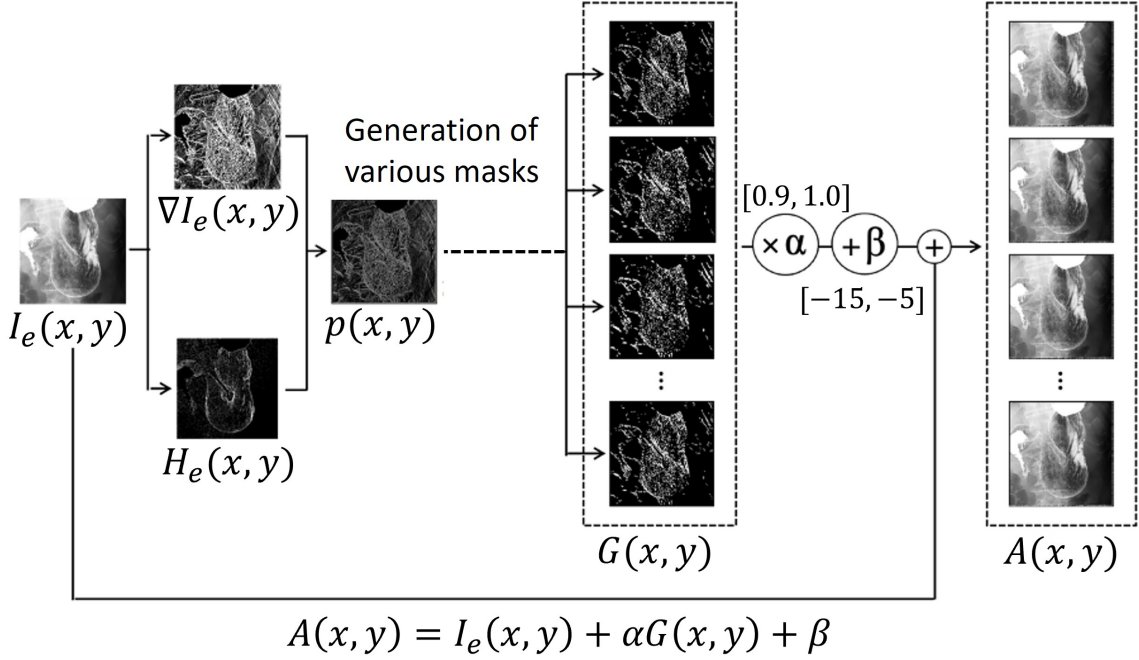 ∇I_e(x, y)
Generation of
various masks
I_e(x, y)
p(x, y)
H_e(x, y)
[0.9, 1.0]
×α
+β
+
[−15, −5]
⋮
⋮
G(x, y)
A(x, y)
A(x, y) = I_e(x, y) + αG(x, y) + β